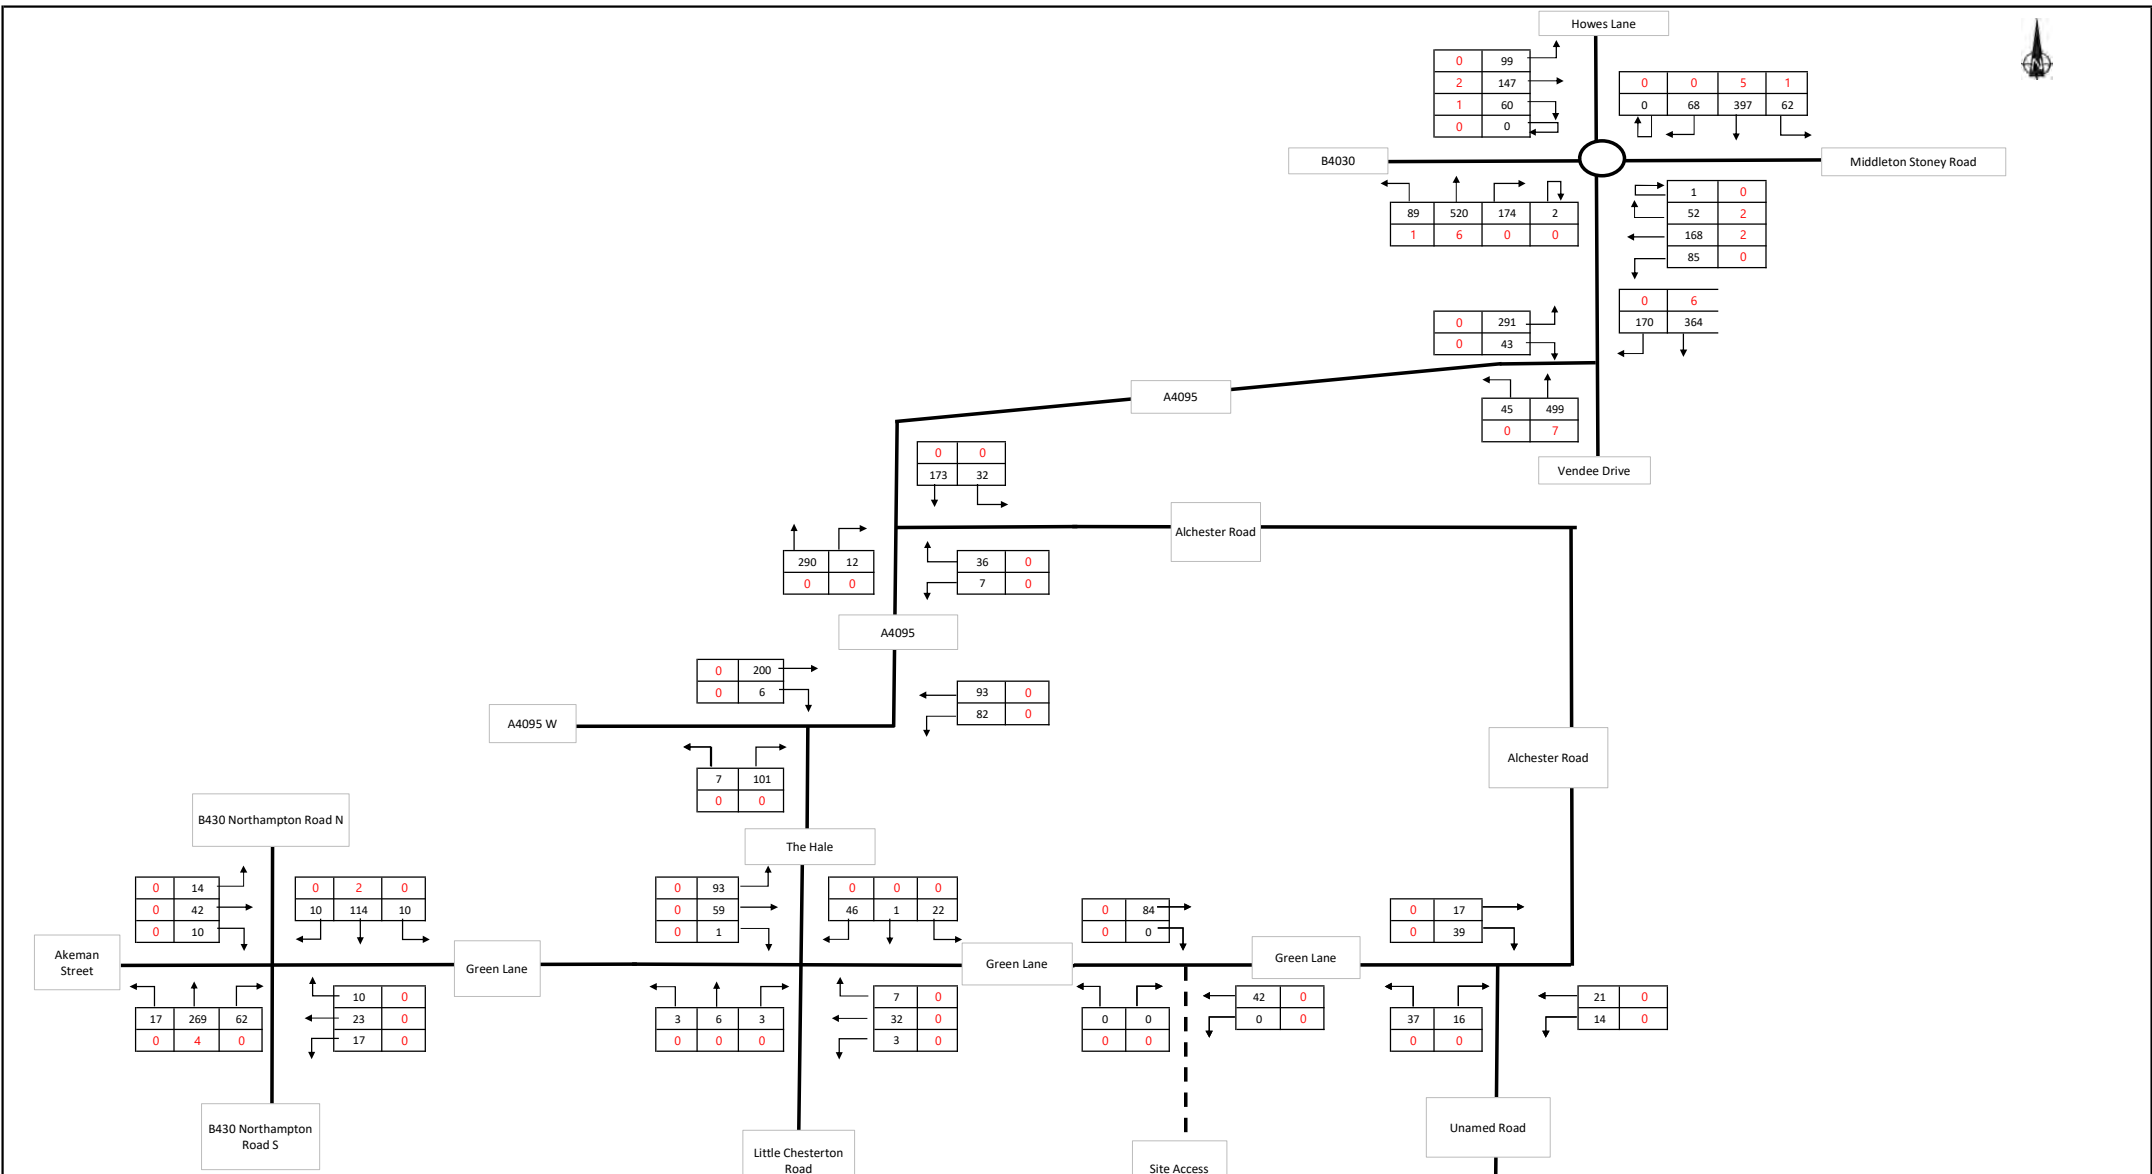 Howes Lane
0 99
2 147
1 60
0 0
0 0 5 1
0 68 397 62
B4030
Middleton Stoney Road
89 520 174 2
1 6 0 0
1 0
52 2
168 2
85 0
0 6
170 364
0 291
0 43
A4095
45 499
0 7
Vendee Drive
0 0
173 32
Alchester Road
290 12
0 0
36 0
7 0
A4095
0 200
0 6
93 0
82 0
A4095 W
7 101
0 0
Alchester Road
B430 Northampton Road N
The Hale
0 14
0 42
0 10
0 2 0
10 114 10
0 93
0 59
0 1
0 0 0
46 1 22
0 84
0 0
0 17
0 39
Akeman
Street
Green Lane
Green Lane
Green Lane
17 269 62
0 4 0
10 0
23 0
17 0
3 6 3
0 0 0
7 0
32 0
3 0
0 0
0 0
42 0
0 0
37 16
0 0
21 0
14 0
B430 Northampton
Road S
Little Chesterton
Road
Site Access
Unamed Road